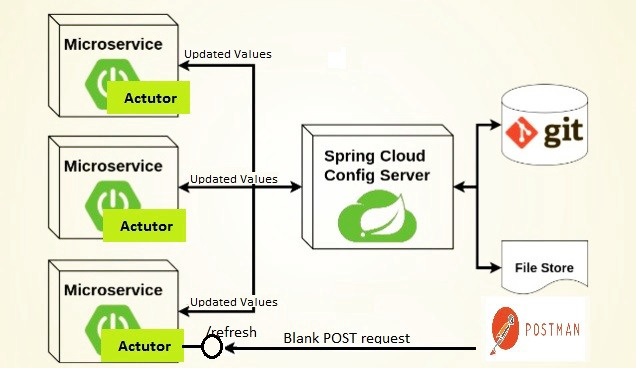 Microservice
Updated Values
Actutor
Microservice
Updated Values
Actutor
Spring Cloud
Config Server
git
File Store
Microservice
Updated Values
Actutor
/refresh
Blank POST request
POSTMAN